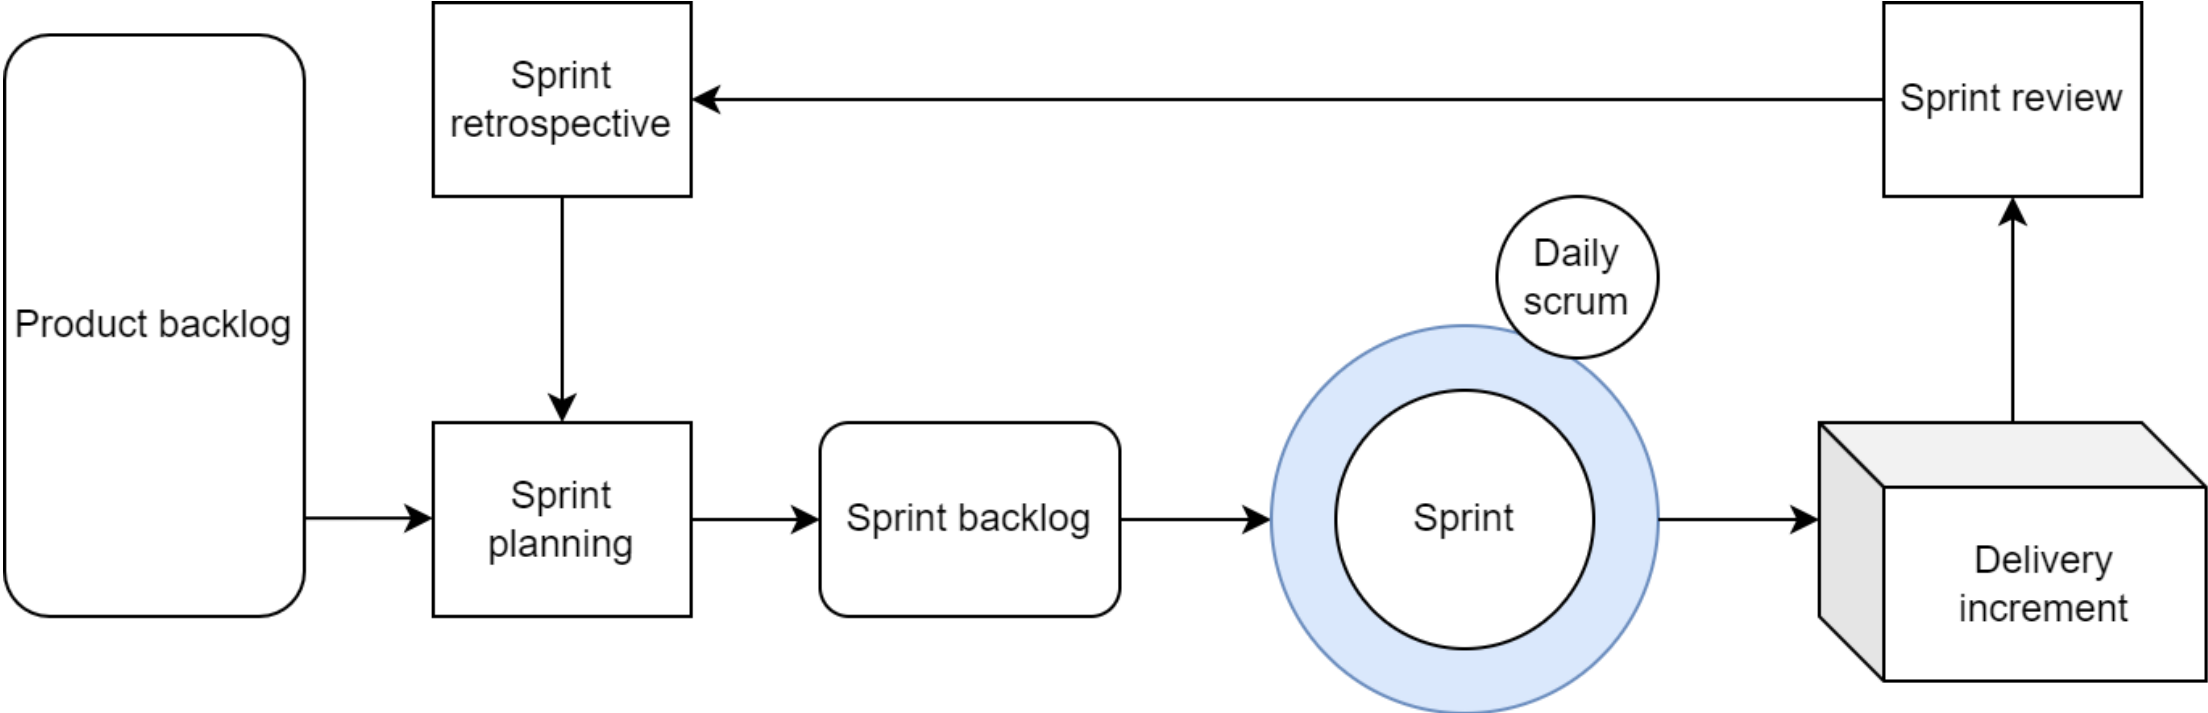 Product backlog
Sprint
retrospective
Sprint review
Daily
scrum
Sprint
planning
Sprint backlog
Sprint
Delivery
increment